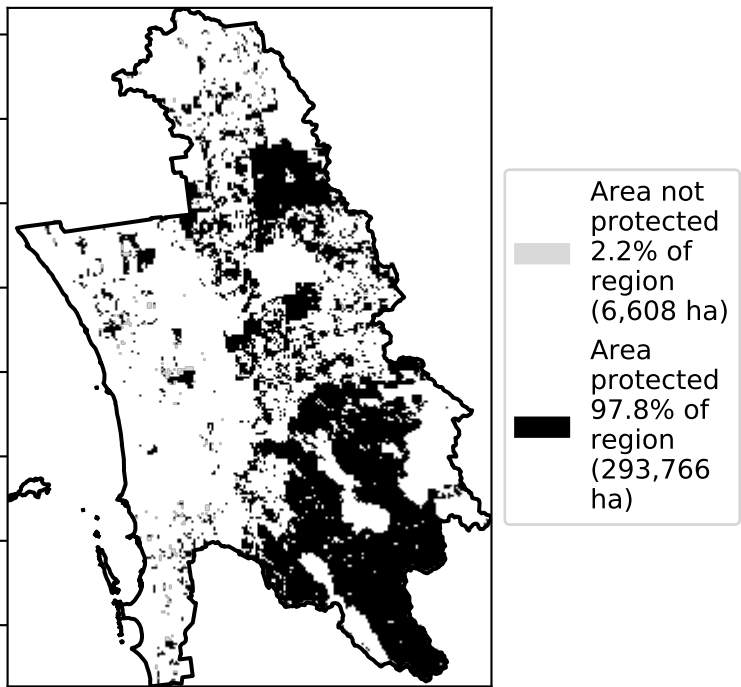 Area not
protected
2.2% of
region
(6,608 ha)
Area
protected
97.8% of
region
(293,766
ha)